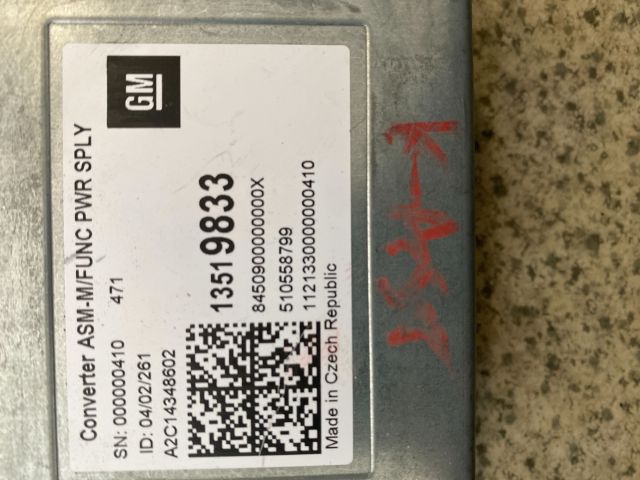 GM
Converter ASM-M/FUNC PWR SPLY
SN: 000000410 471
ID: 04/02/261
A2C14348602
13519833
84509000000000X
510558799
1121330000000410
Made in Czech Republic